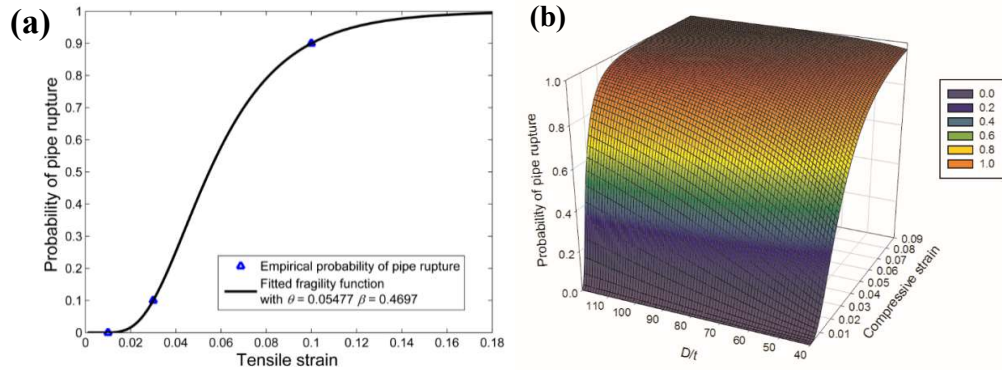 (a)
Probability of pipe rupture
1
0.9
0.8
0.7
0.6
0.5
0.4
0.3
0.2
0.1
0
0 0.02 0.04 0.06 0.08 0.1 0.12 0.14 0.16 0.18
Tensile strain
Empirical probability of pipe rupture
Fitted fragility function
with θ = 0.05477 β = 0.4697
(b)
Probability of pipe rupture
1.0
0.8
0.6
0.4
0.2
0.0
110 100 90 80 70 60 50 40
D/t
0.01 0.02 0.03 0.04 0.05 0.06 0.07 0.08 0.09
Compressive strain
0.0
0.2
0.4
0.6
0.8
1.0